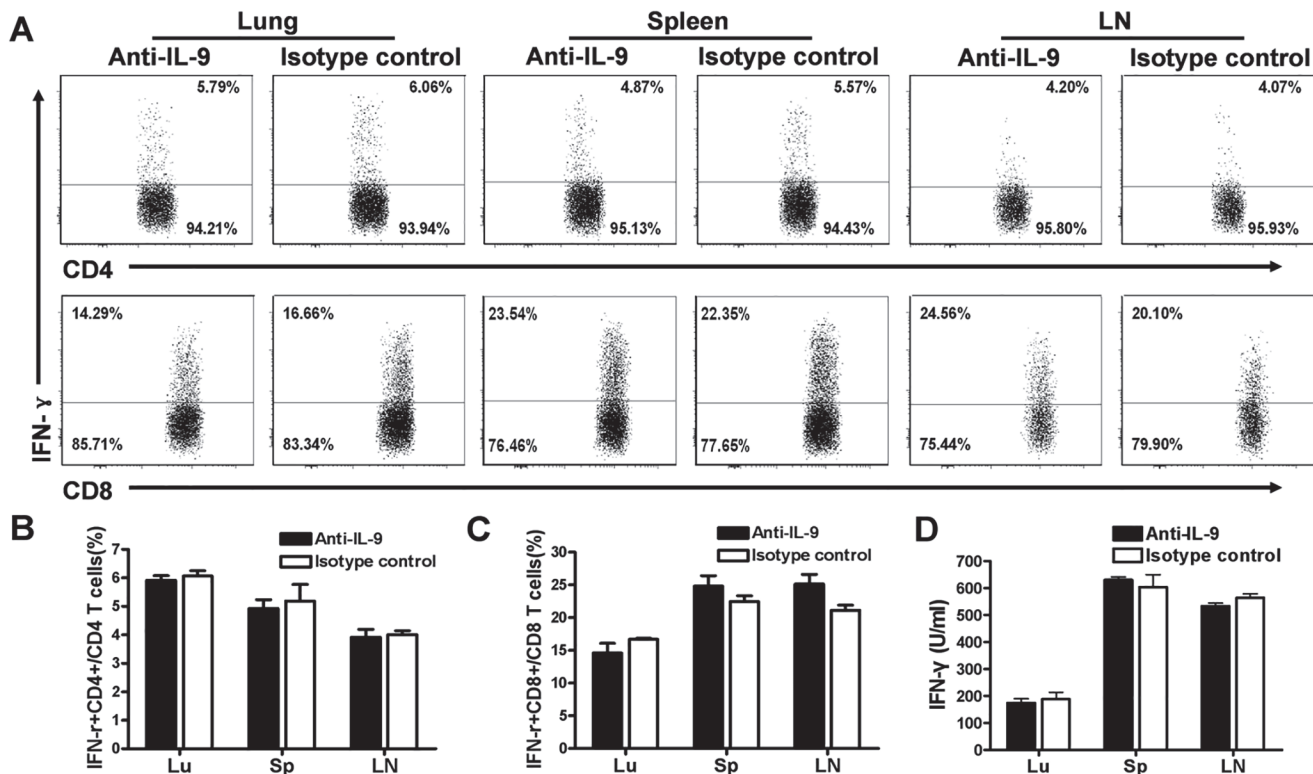 A
Lung Spleen LN
Anti-IL-9 Isotype control Anti-IL-9 Isotype control Anti-IL-9 Isotype control
5.79% 6.06% 4.87% 5.57% 4.20% 4.07%
94.21% 93.94% 95.13% 94.43% 95.80% 95.93%
CD4
14.29% 16.66% 23.54% 22.35% 24.56% 20.10%
85.71% 83.34% 76.46% 77.65% 75.44% 79.90%
CD8
IFN- γ
B
Anti-IL-9
Isotype control
IFN-r+CD4+/CD4 T cells(%)
7
6
5
4
3
2
1
0
Lu Sp LN
C
Anti-IL-9
Isotype control
IFN-r+CD8+/CD8 T cells(%)
30
25
20
15
10
5
0
Lu Sp LN
D
Anti-IL-9
Isotype control
IFN-γ (U/ml)
700
600
500
400
300
200
100
0
Lu Sp LN